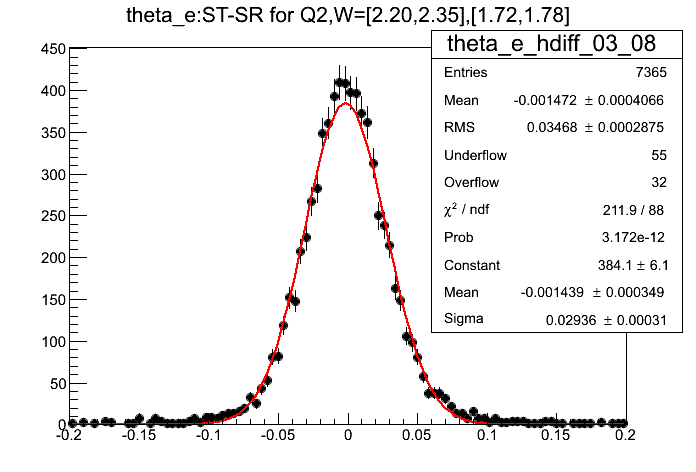 theta_e:ST-SR for Q2,W=[2.20,2.35],[1.72,1.78]
theta_e_hdiff_03_08
Entries 7365
Mean -0.001472 ± 0.0004066
RMS 0.03468 ± 0.0002875
Underflow 55
Overflow 32
χ² / ndf 211.9 / 88
Prob 3.172e-12
Constant 384.1 ± 6.1
Mean -0.001439 ± 0.000349
Sigma 0.02936 ± 0.00031
450
400
350
300
250
200
150
100
50
0
-0.2 -0.15 -0.1 -0.05 0 0.05 0.1 0.15 0.2